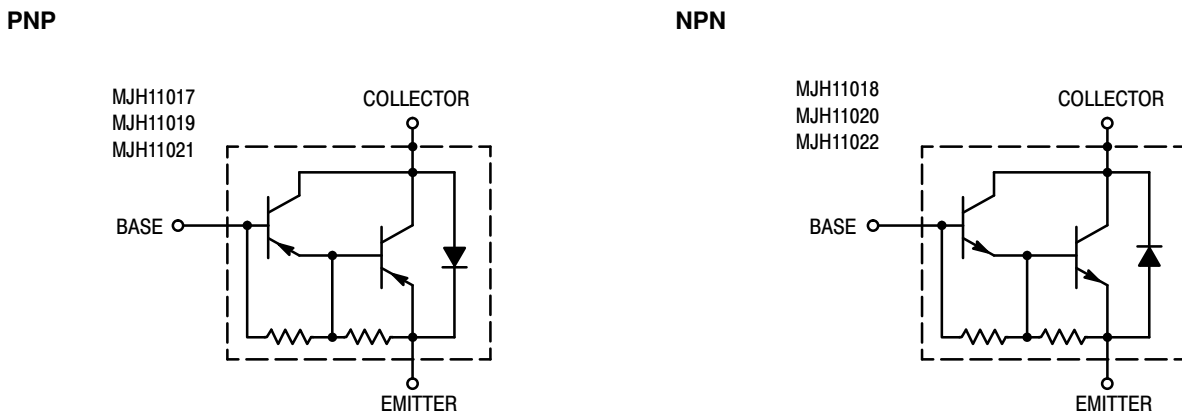 PNP
MJH11017
MJH11019
MJH11021
COLLECTOR
BASE
EMITTER
NPN
MJH11018
MJH11020
MJH11022
COLLECTOR
BASE
EMITTER